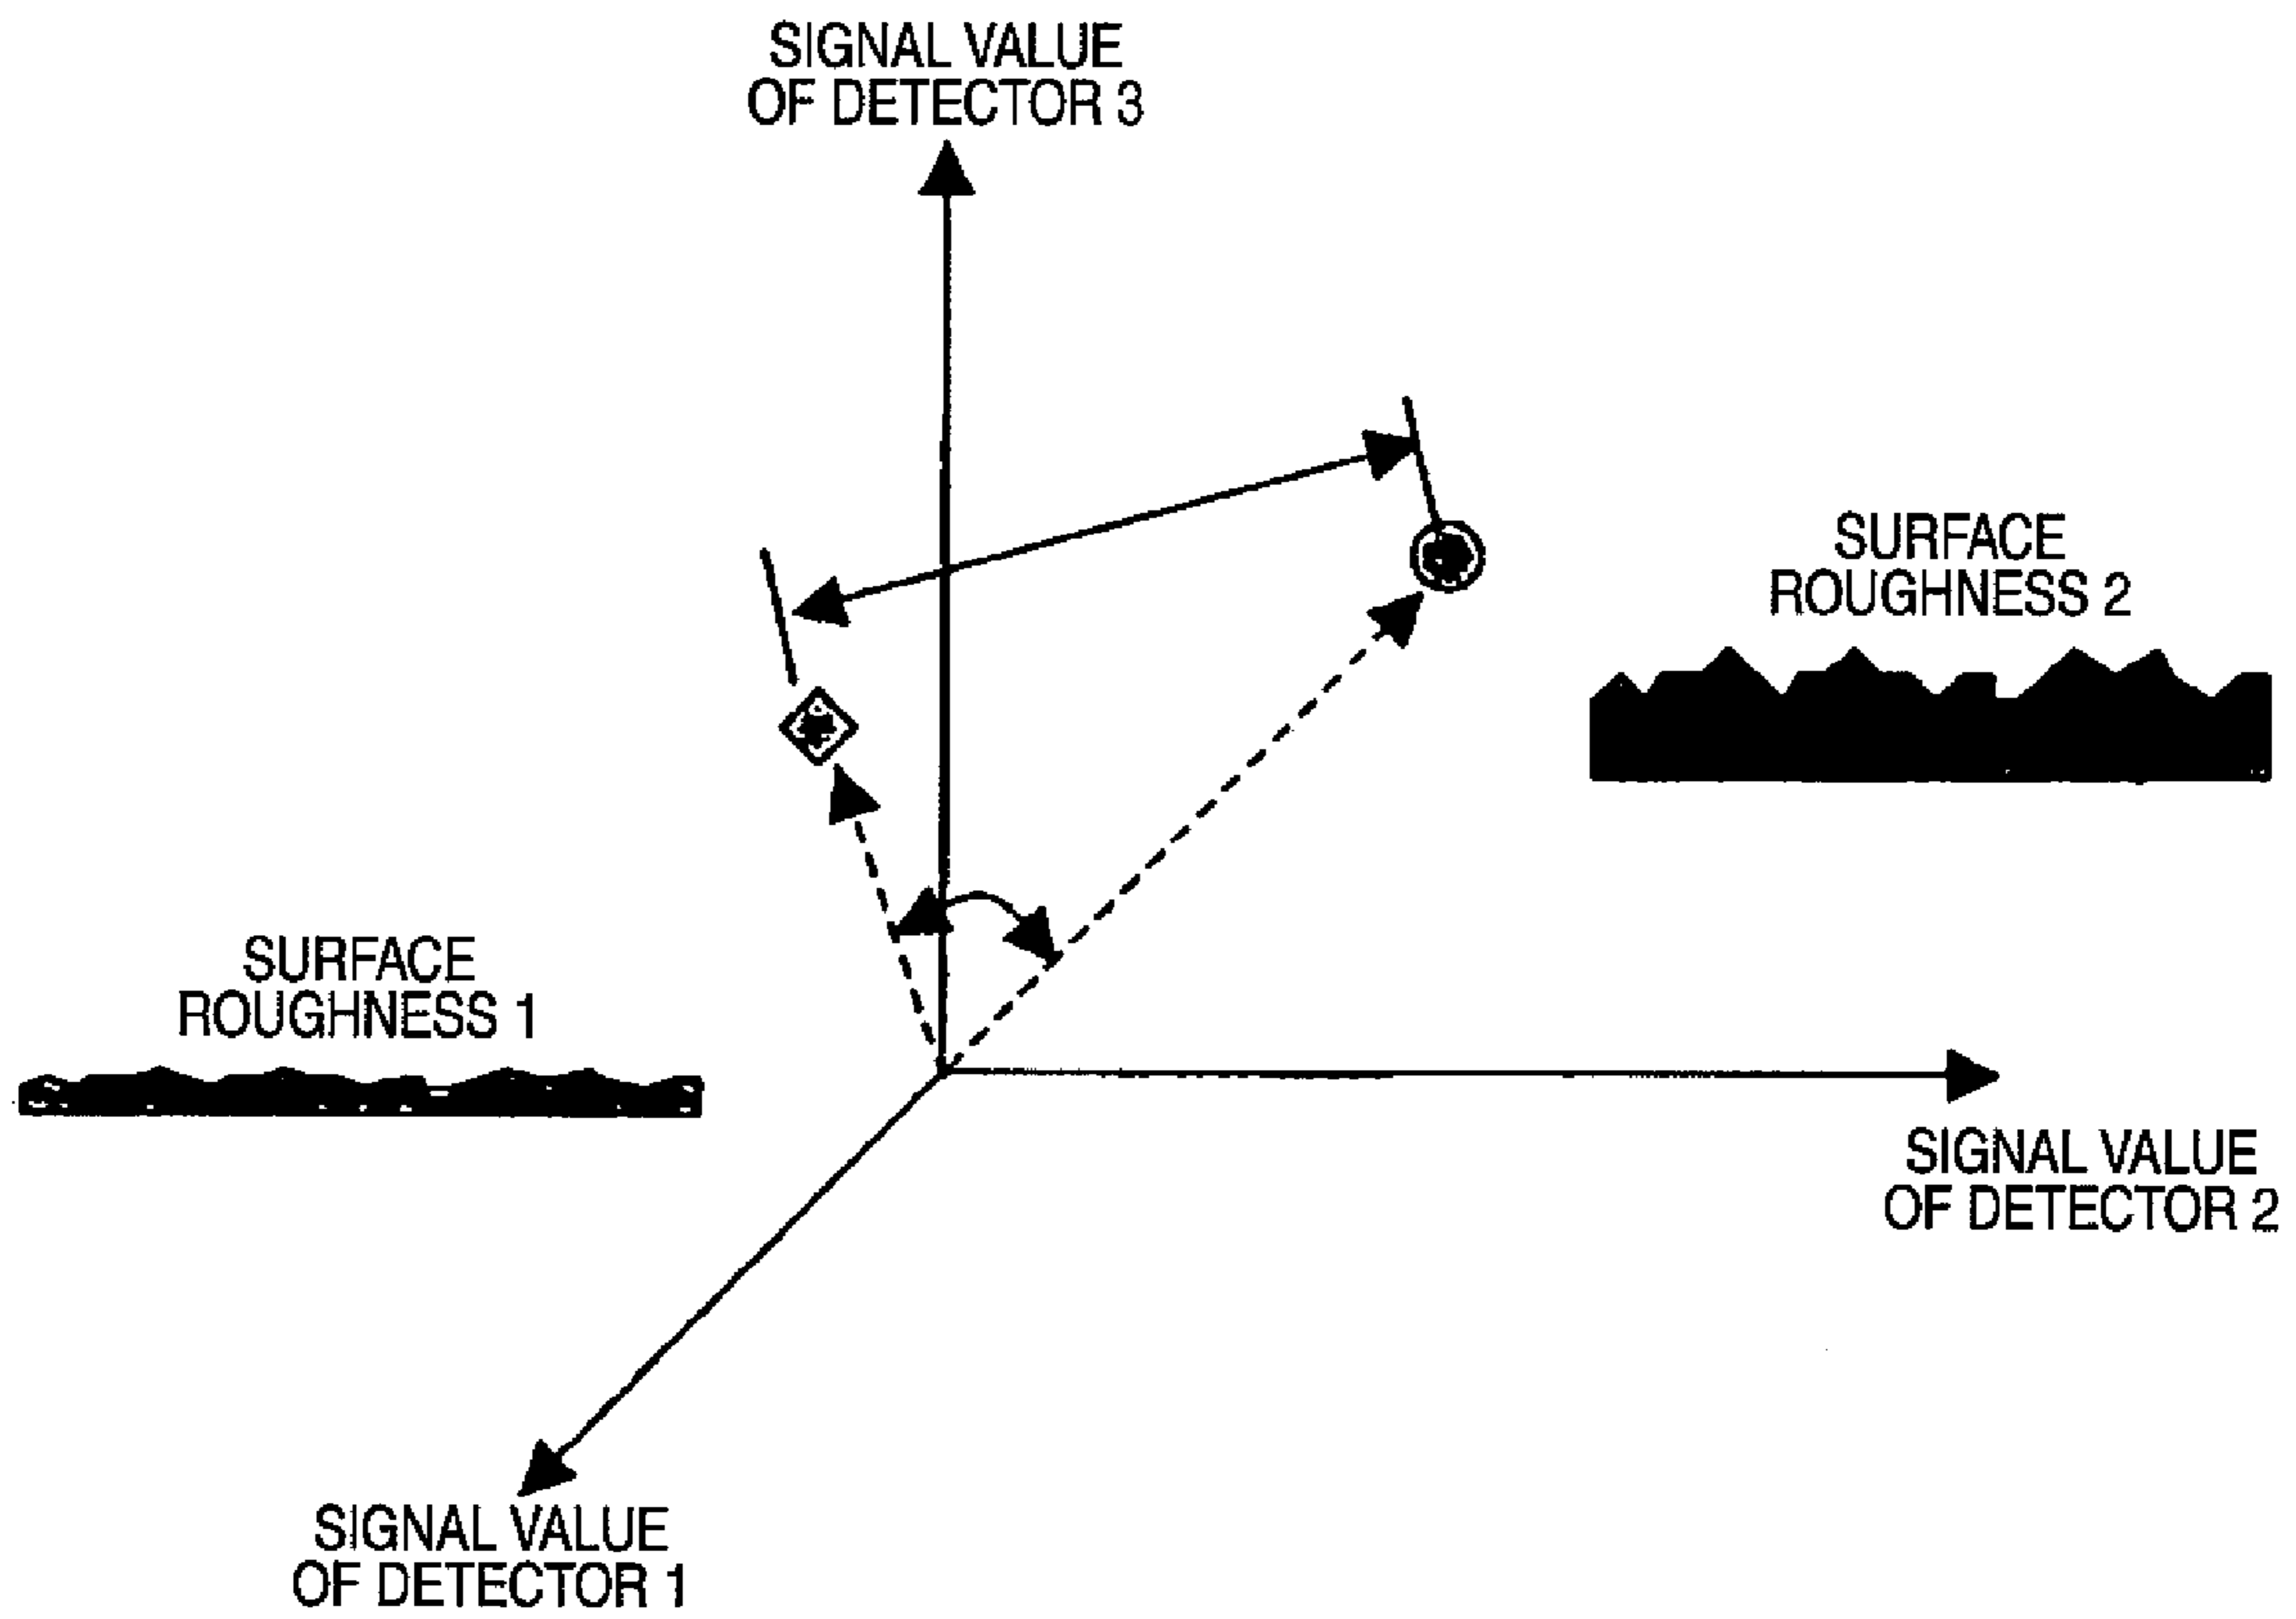 SIGNAL VALUE
OF DETECTOR 3
SURFACE
ROUGHNESS 2
SURFACE
ROUGHNESS 1
SIGNAL VALUE
OF DETECTOR 2
SIGNAL VALUE
OF DETECTOR 1